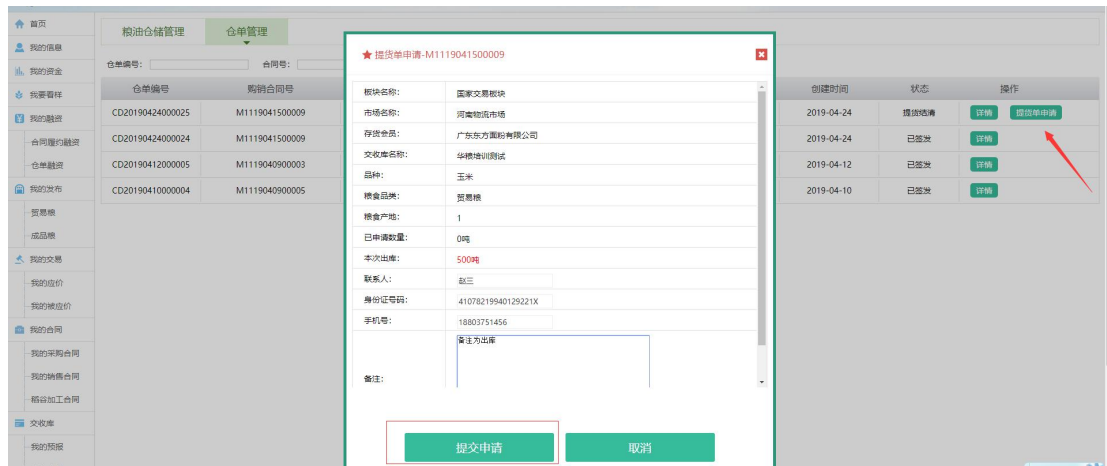 首页
我的信息
我的资金
我要看样
我的融资
合同履约融资
仓单融资
我的发布
贸易粮
成品粮
我的交易
我的应价
我的被应价
我的合同
我的采购合同
我的销售合同
稻谷加工合同
交收库
我的预报
粮油仓储管理 仓单管理
仓单编号： 合同号：
仓单编号 购销合同号 创建时间 状态 操作
CD20190424000025 M1119041500009 2019-04-24 提货结清 详情 提货单申请
CD20190424000024 M1119041500009 2019-04-24 已签发 详情
CD20190412000005 M1119040900003 2019-04-12 已签发 详情
CD20190410000004 M1119040900005 2019-04-10 已签发 详情
提货单申请-M1119041500009
板块名称： 国家交易板块
市场名称： 河南物流市场
存货会员： 广东东方面粉有限公司
交收库名称： 华粮培训测试
品种： 玉米
粮食品类： 贸易粮
粮食产地： 1
已申请数量： 0吨
本次出库： 500吨
联系人： 赵三
身份证号码： 41078219940129221X
手机号： 18803751456
备注： 备注为出库
提交申请 取消